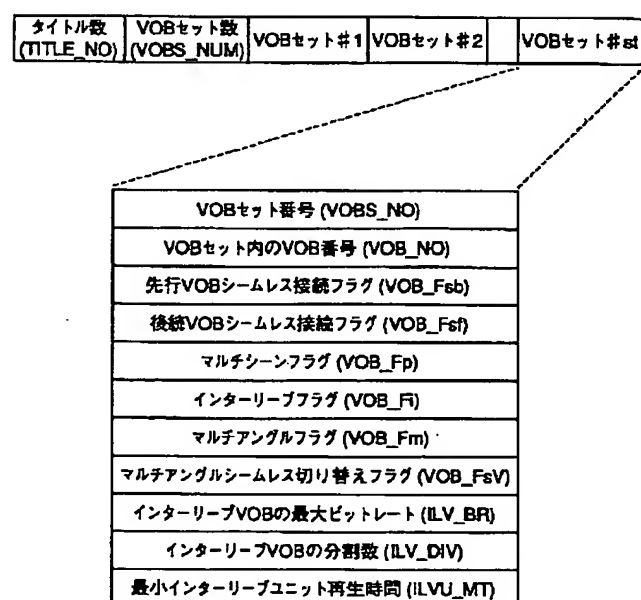 タイトル数
(TITLE_NO)
VOBセット数
(VOBS_NUM)
VOBセット#1
VOBセット#2
VOBセット#st
VOBセット番号 (VOBS_NO)
VOBセット内のVOB番号 (VOB_NO)
先行VOBシームレス接続フラグ (VOB_Fsb)
後続VOBシームレス接続フラグ (VOB_Fsf)
マルチシーンフラグ (VOB_Fp)
インターリーブフラグ (VOB_Fi)
マルチアングルフラグ (VOB_Fm)
マルチアングルシームレス切り替えフラグ (VOB_FsV)
インターリーブVOBの最大ビットレート (ILV_BR)
インターリーブVOBの分割数 (ILV_DIV)
最小インターリーブユニット再生時間 (ILVU_MT)